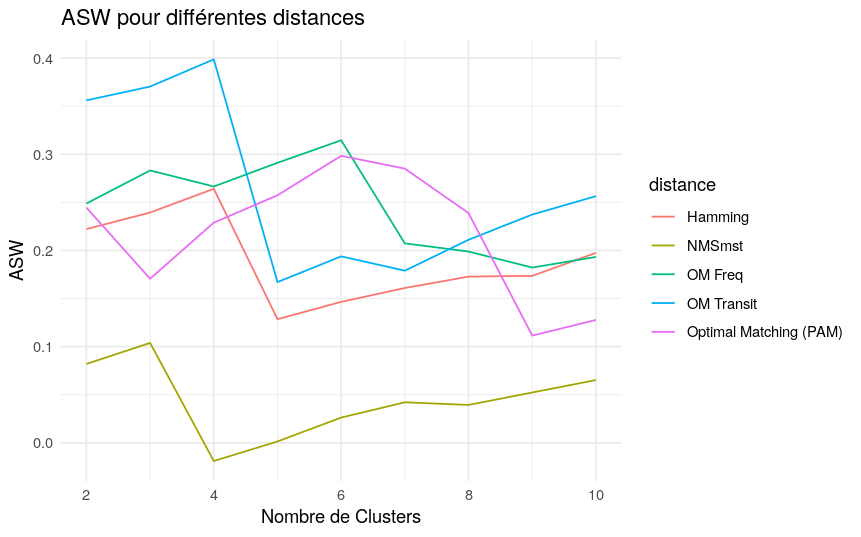 ASW pour différentes distances
ASW
0.4
0.3
0.2
0.1
0.0
2
4
6
8
10
Nombre de Clusters
distance
Hamming
NMSmst
OM Freq
OM Transit
Optimal Matching (PAM)